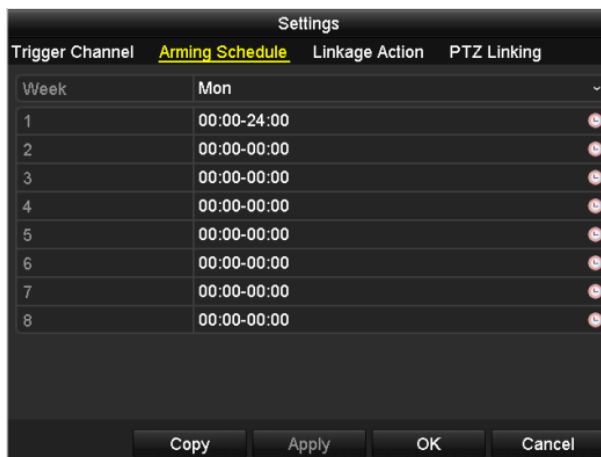 Settings
Trigger Channel Arming Schedule Linkage Action PTZ Linking
Week Mon
1 00:00-24:00
2 00:00-00:00
3 00:00-00:00
4 00:00-00:00
5 00:00-00:00
6 00:00-00:00
7 00:00-00:00
8 00:00-00:00
Copy Apply OK Cancel